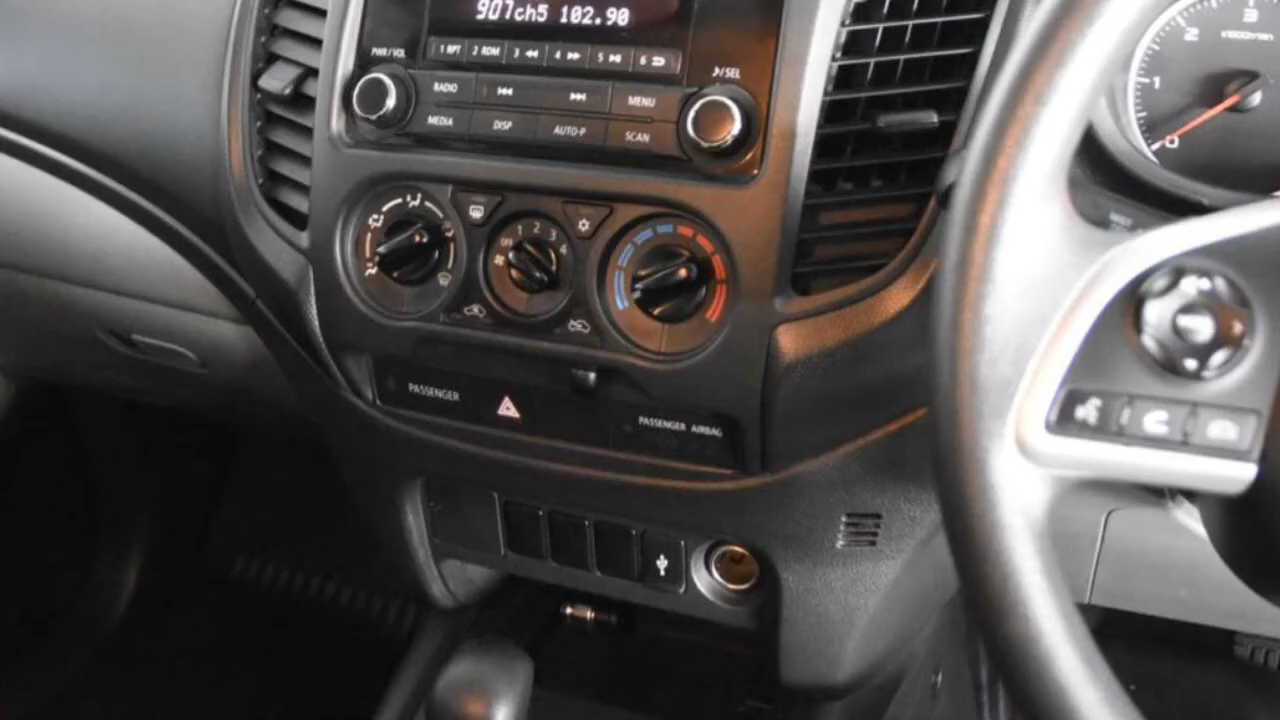 907ch5 102.90
PWR/VOL
1 RPT 2 RDM 3 4 5 6
♪/SEL
RADIO MENU
MEDIA DISP AUTO-P SCAN
OFF 1 2 3 4
PASSENGER
PASSENGER AIRBAG
0 1 2 3